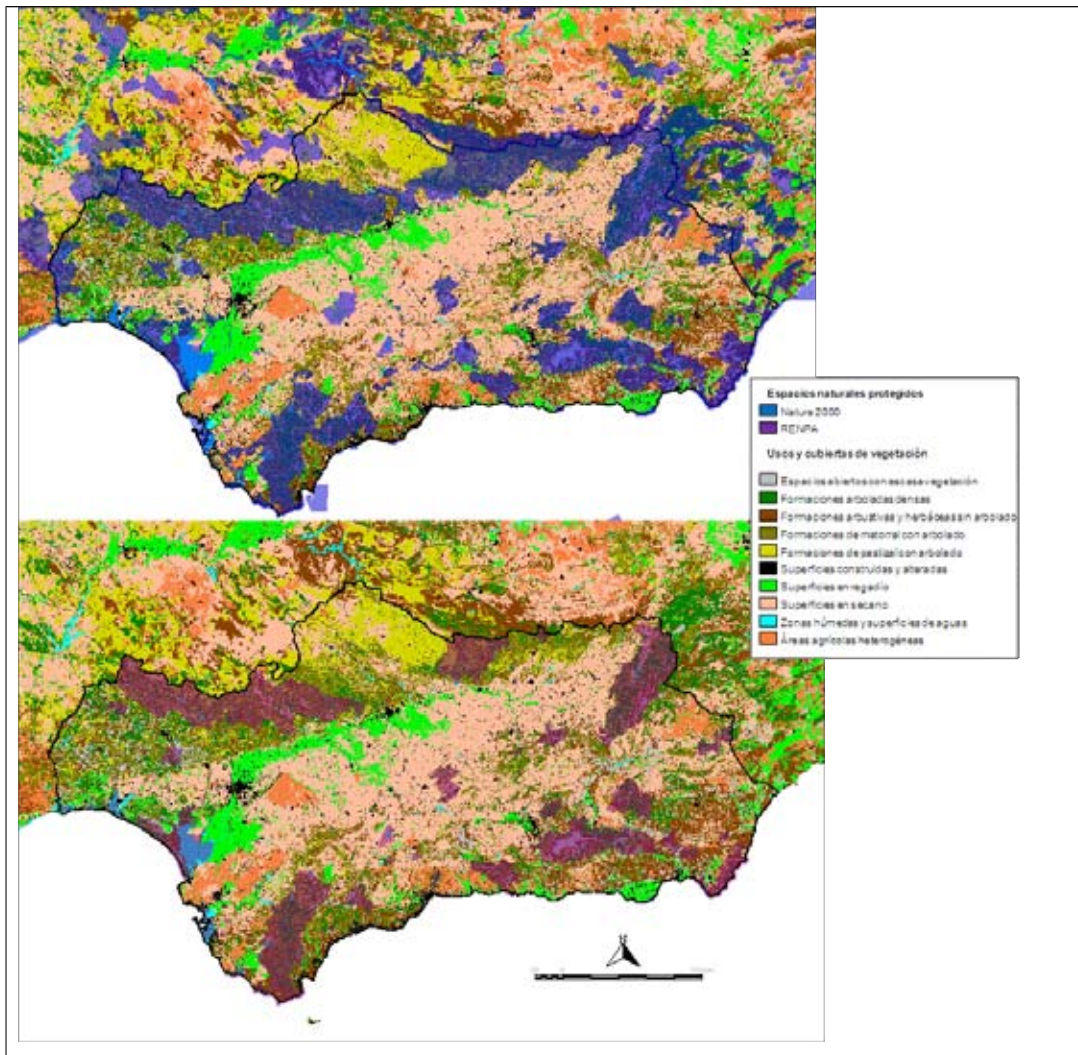 Espacios naturales protegidos
Natura 2000
RENPA
Usos y cubiertas de vegetación
Espacios abiertos con escasa vegetación
Formaciones arboladas densas
Formaciones arbustivas y herbáceas sin arbolado
Formaciones de matorral con arbolado
Formaciones de pastizal con arbolado
Superficies construidas y alteradas
Superficies en regadío
Superficies en secano
Zonas húmedas y superficies de aguas
Áreas agrícolas heterogéneas